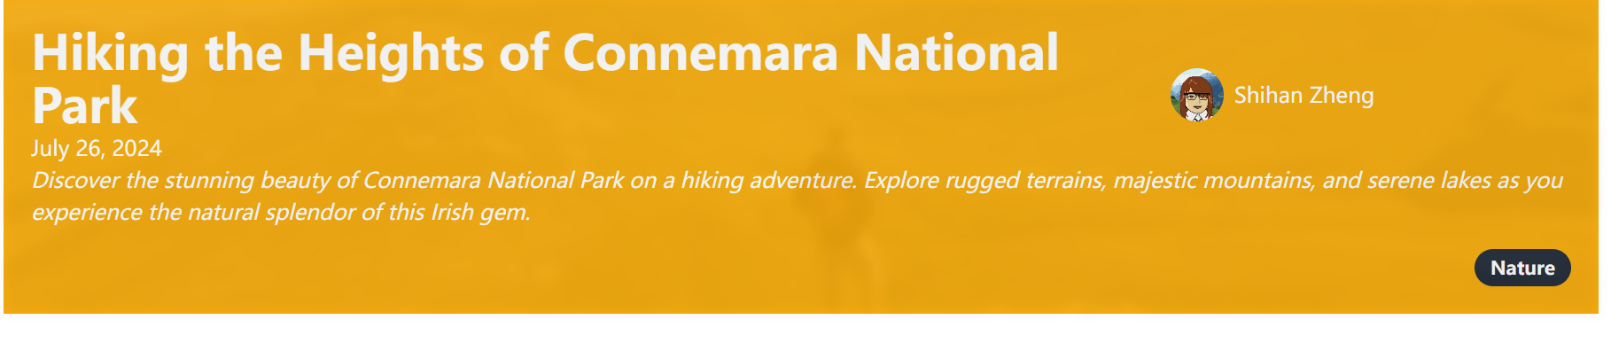 Hiking the Heights of Connemara National
Park
Shihan Zheng
July 26, 2024
Discover the stunning beauty of Connemara National Park on a hiking adventure. Explore rugged terrains, majestic mountains, and serene lakes as you
experience the natural splendor of this Irish gem.
Nature